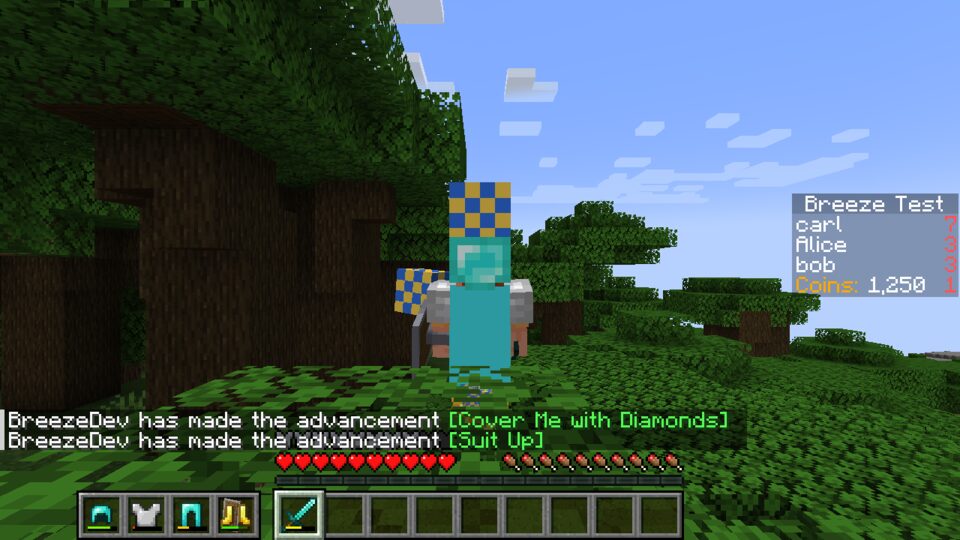 Breeze Test
carl 7
Alice 3
bob 3
Coins: 1,250 1
BreezeDev has made the advancement [Cover Me with Diamonds]
BreezeDev has made the advancement [Suit Up]